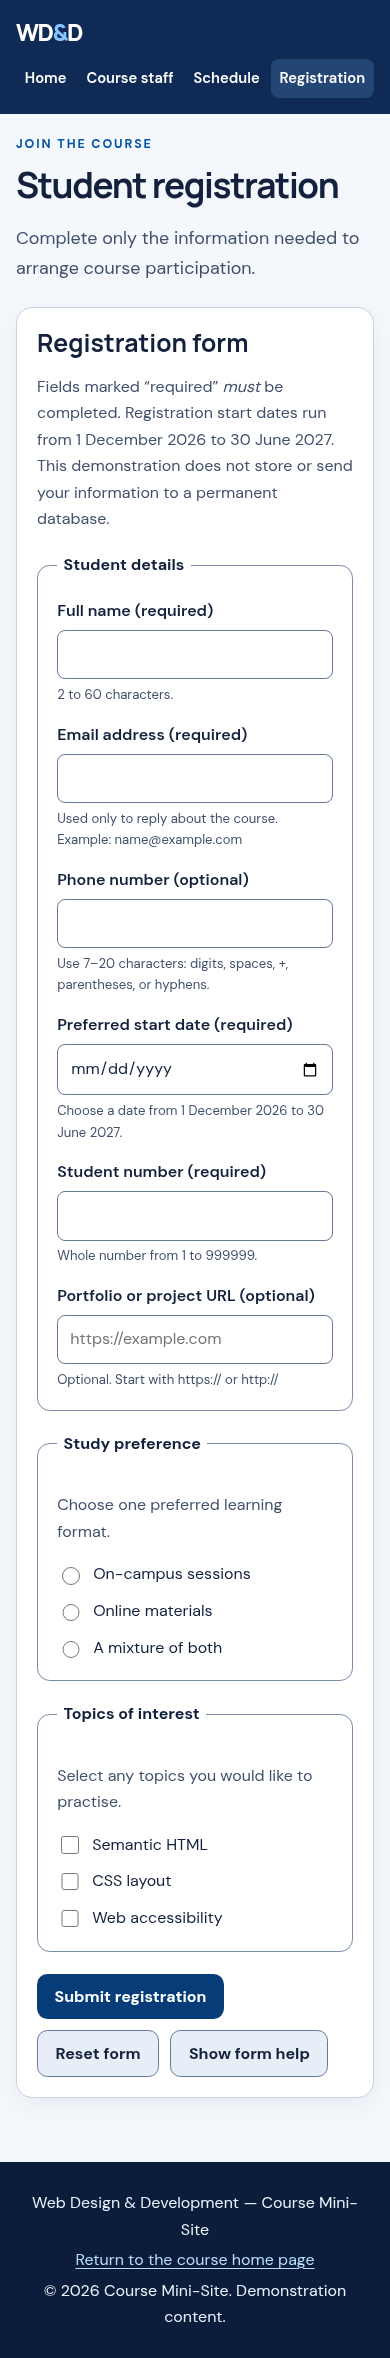 WD&D
Home Course staff Schedule Registration
JOIN THE COURSE
Student registration
Complete only the information needed to
arrange course participation.
Registration form
Fields marked “required” must be
completed. Registration start dates run
from 1 December 2026 to 30 June 2027.
This demonstration does not store or send
your information to a permanent
database.
Student details
Full name (required)
2 to 60 characters.
Email address (required)
Used only to reply about the course.
Example: name@example.com
Phone number (optional)
Use 7–20 characters: digits, spaces, +,
parentheses, or hyphens.
Preferred start date (required)
mm/dd/yyyy
Choose a date from 1 December 2026 to 30
June 2027.
Student number (required)
Whole number from 1 to 999999.
Portfolio or project URL (optional)
https://example.com
Optional. Start with https:// or http://
Study preference
Choose one preferred learning
format.
On-campus sessions
Online materials
A mixture of both
Topics of interest
Select any topics you would like to
practise.
Semantic HTML
CSS layout
Web accessibility
Submit registration
Reset form Show form help
Web Design & Development — Course Mini-
Site
Return to the course home page
© 2026 Course Mini-Site. Demonstration
content.